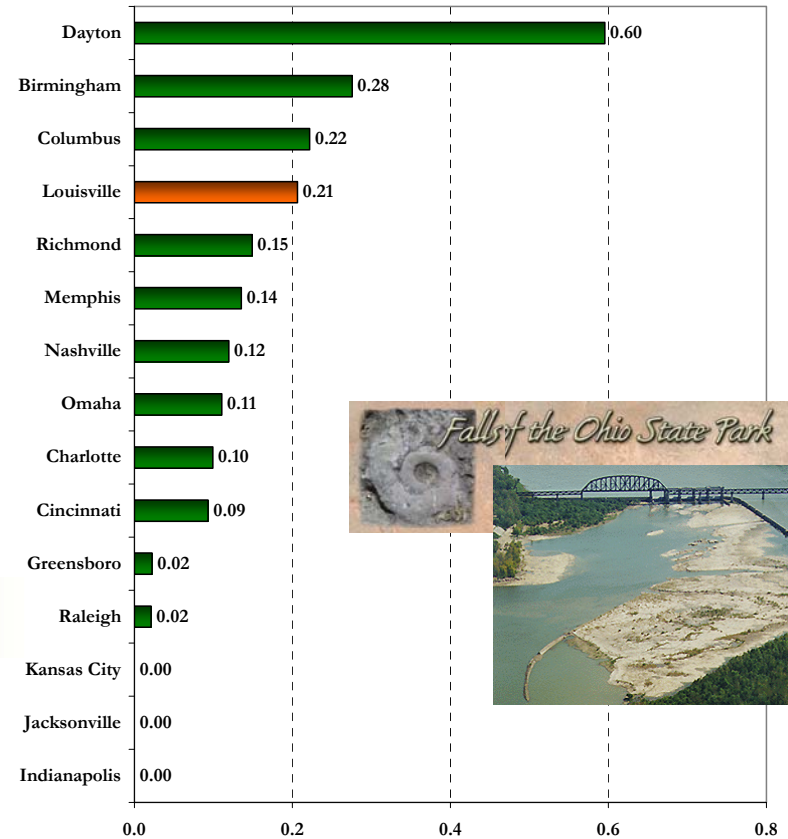 Dayton 0.60
Birmingham 0.28
Columbus 0.22
Louisville 0.21
Richmond 0.15
Memphis 0.14
Nashville 0.12
Omaha 0.11
Falls of the Ohio State Park
Charlotte 0.10
Cincinnati 0.09
Greensboro 0.02
Raleigh 0.02
Kansas City 0.00
Jacksonville 0.00
Indianapolis 0.00
0.0 0.2 0.4 0.6 0.8